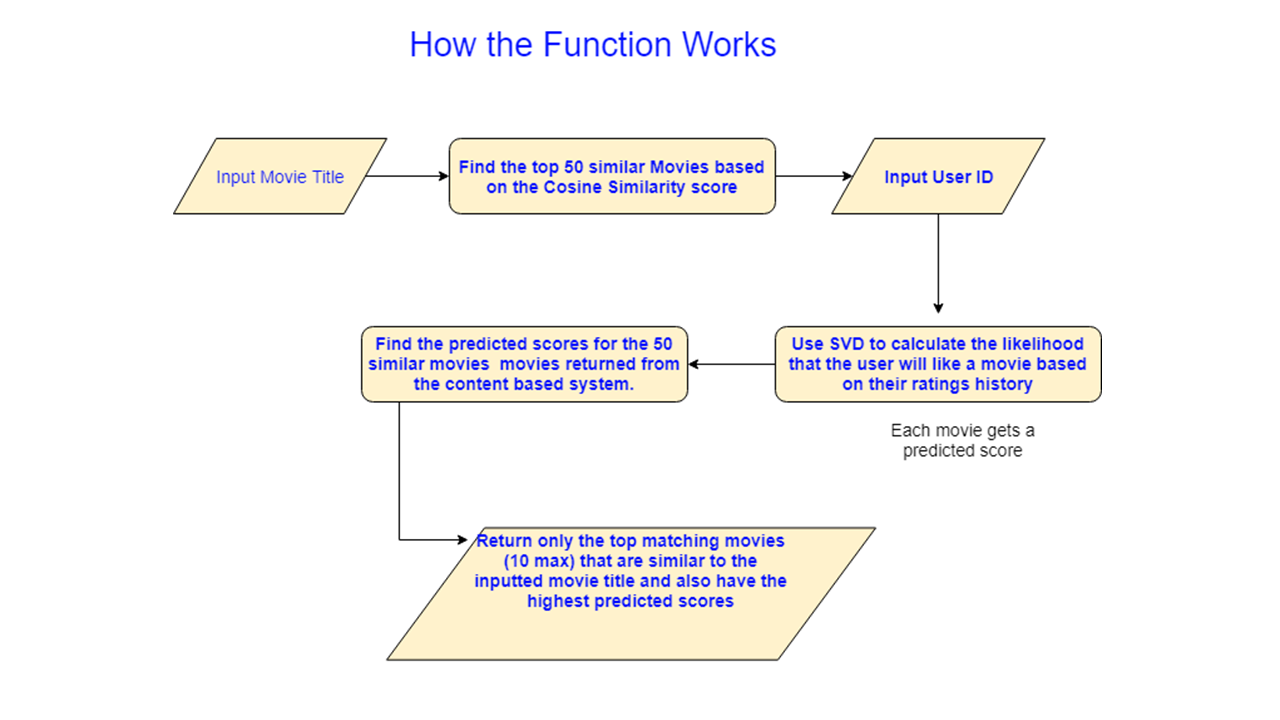 How the Function Works
Input Movie Title
Find the top 50 similar Movies based
on the Cosine Similarity score
Input User ID
Use SVD to calculate the likelihood
that the user will like a movie based
on their ratings history
Each movie gets a
predicted score
Find the predicted scores for the 50
similar movies  movies returned from
the content based system.
Return only the top matching movies
(10 max) that are similar to the
inputted movie title and also have the
highest predicted scores